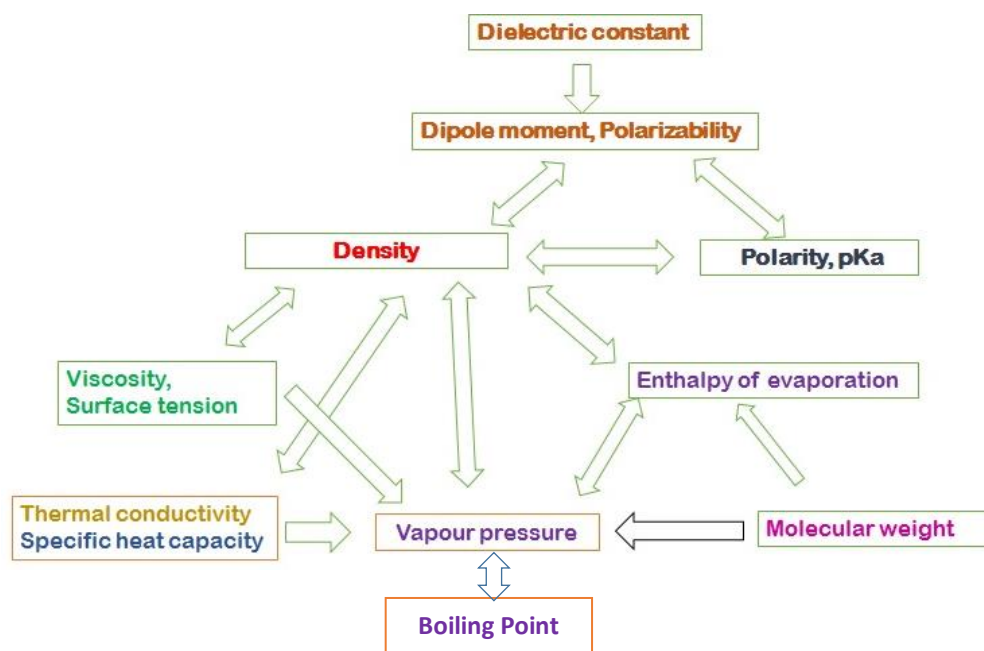 Dielectric constant
Dipole moment, Polarizability
Density
Polarity, pKa
Viscosity,
Surface tension
Enthalpy of evaporation
Thermal conductivity
Specific heat capacity
Vapour pressure
Molecular weight
Boiling Point